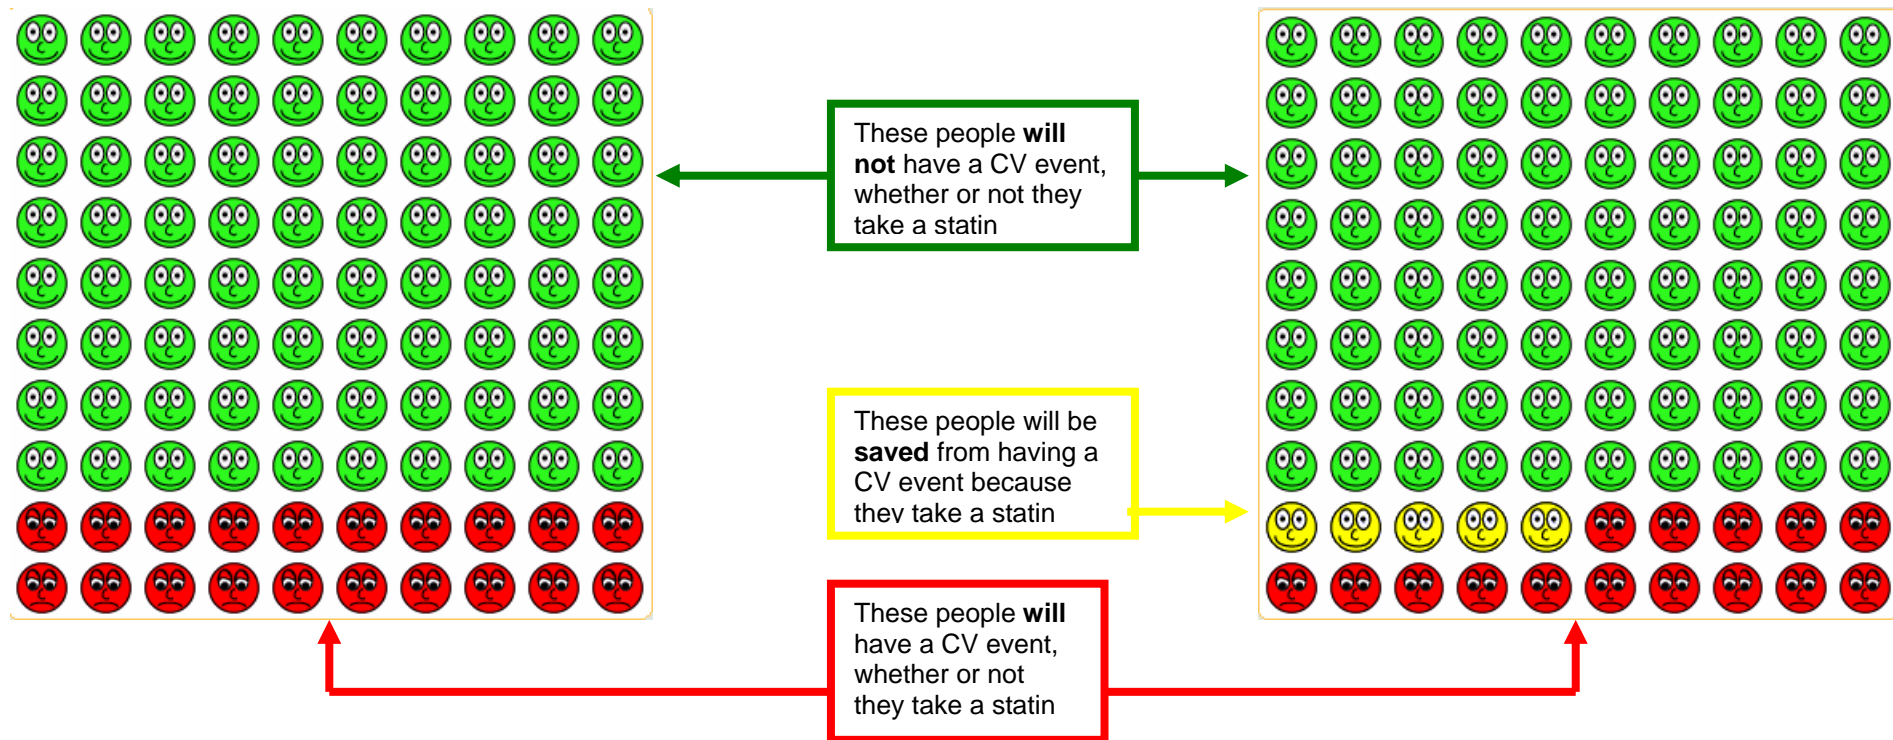 These people will
not have a CV event,
whether or not they
take a statin
These people will be
saved from having a
CV event because
they take a statin
These people will
have a CV event,
whether or not
they take a statin